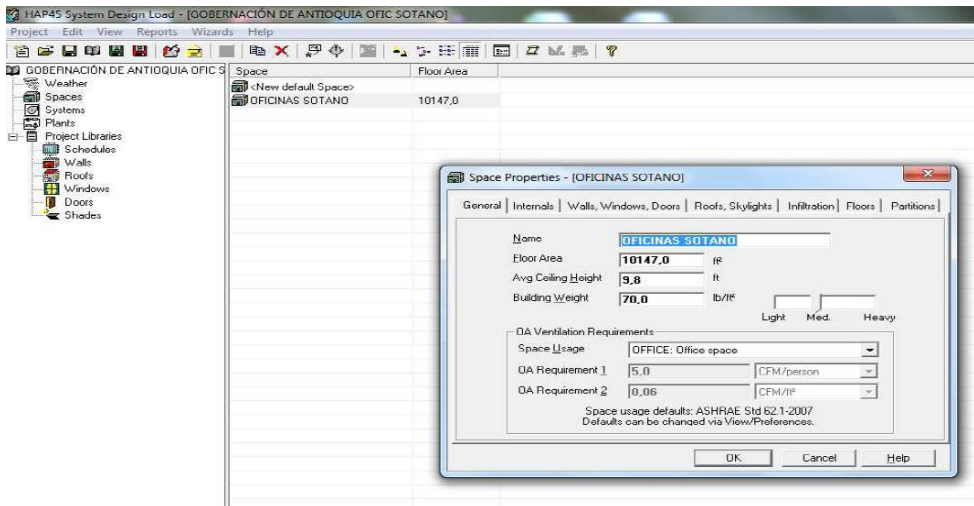 HAP45 System Design Load - [GOBERNACIÓN DE ANTIOQUIA OFIC SOTANO]
Project Edit View Reports Wizards Help
GOBERNACIÓN DE ANTIOQUIA OFIC S
Weather
Spaces
Systems
Plants
Project Libraries
Schedules
Walls
Roofs
Windows
Doors
Shades
Space Floor Area
<New default Space>
OFICINAS SOTANO 10147,0
Space Properties - [OFICINAS SOTANO]
General Internals Walls, Windows, Doors Roofs, Skylights Infiltration Floors Partitions
Name OFICINAS SOTANO
Floor Area 10147,0 ft²
Avg Ceiling Height 9,8 ft
Building Weight 70,0 lb/ft²
Light Med. Heavy
OA Ventilation Requirements
Space Usage OFFICE: Office space
OA Requirement 1 5,0 CFM/person
OA Requirement 2 0,06 CFM/ft²
Space usage defaults: ASHRAE Std 62.1-2007
Defaults can be changed via View/Preferences.
OK Cancel Help